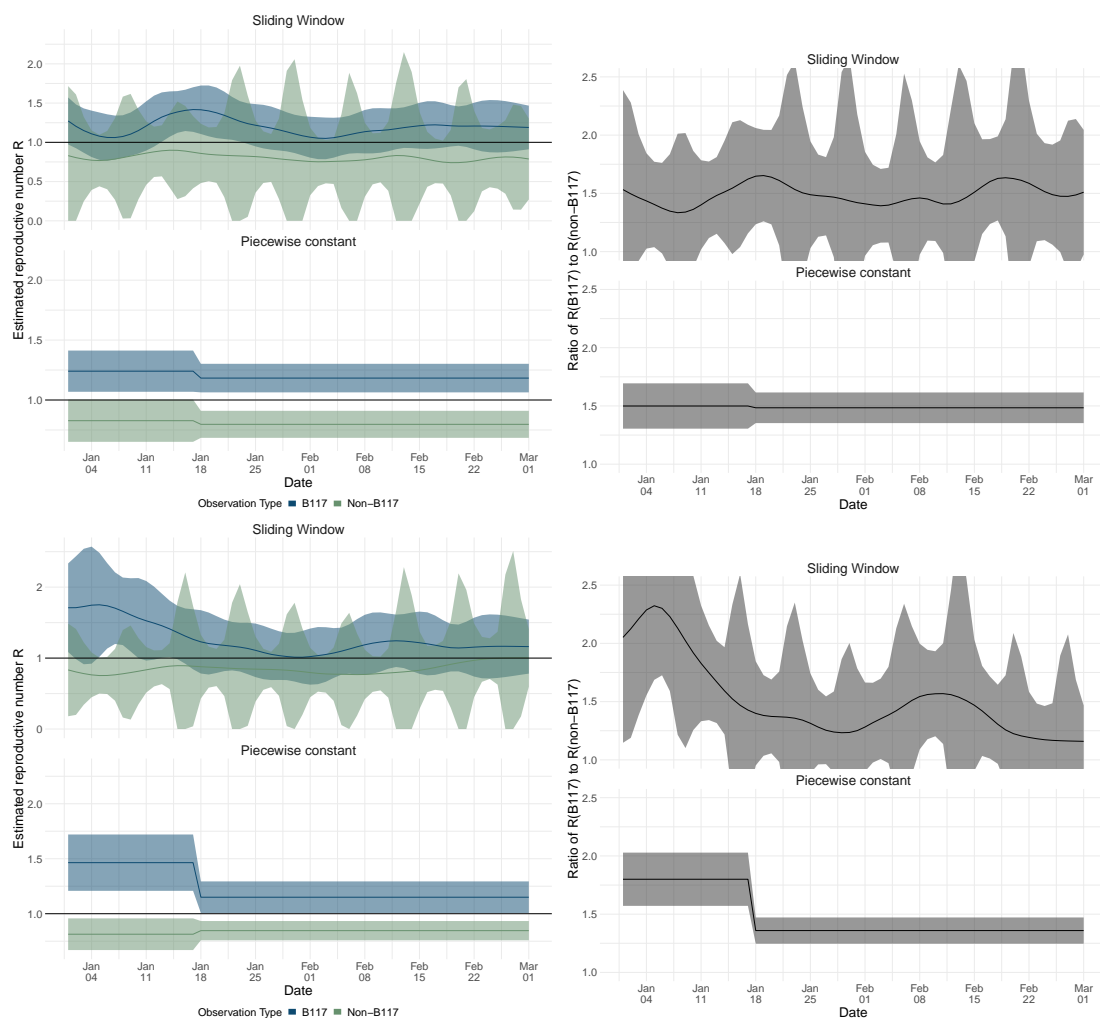 Sliding Window
2.0
1.5
1.0
0.5
0.0
Estimated reproductive number R
Piecewise constant
2.0
1.5
1.0
Jan Jan Jan Jan Feb Feb Feb Feb Mar
04 11 18 25 01 08 15 22 01
Date
Observation Type B117 Non−B117
Sliding Window
2.5
2.0
1.5
1.0
Ratio of R(B117) to R(non−B117)
Piecewise constant
2.5
2.0
1.5
1.0
Jan Jan Jan Jan Feb Feb Feb Feb Mar
04 11 18 25 01 08 15 22 01
Date
Sliding Window
2
1
0
Estimated reproductive number R
Piecewise constant
2.0
1.5
1.0
Jan Jan Jan Jan Feb Feb Feb Feb Mar
04 11 18 25 01 08 15 22 01
Date
Observation Type B117 Non−B117
Sliding Window
2.5
2.0
1.5
1.0
Ratio of R(B117) to R(non−B117)
Piecewise constant
2.5
2.0
1.5
1.0
Jan Jan Jan Jan Feb Feb Feb Feb Mar
04 11 18 25 01 08 15 22 01
Date